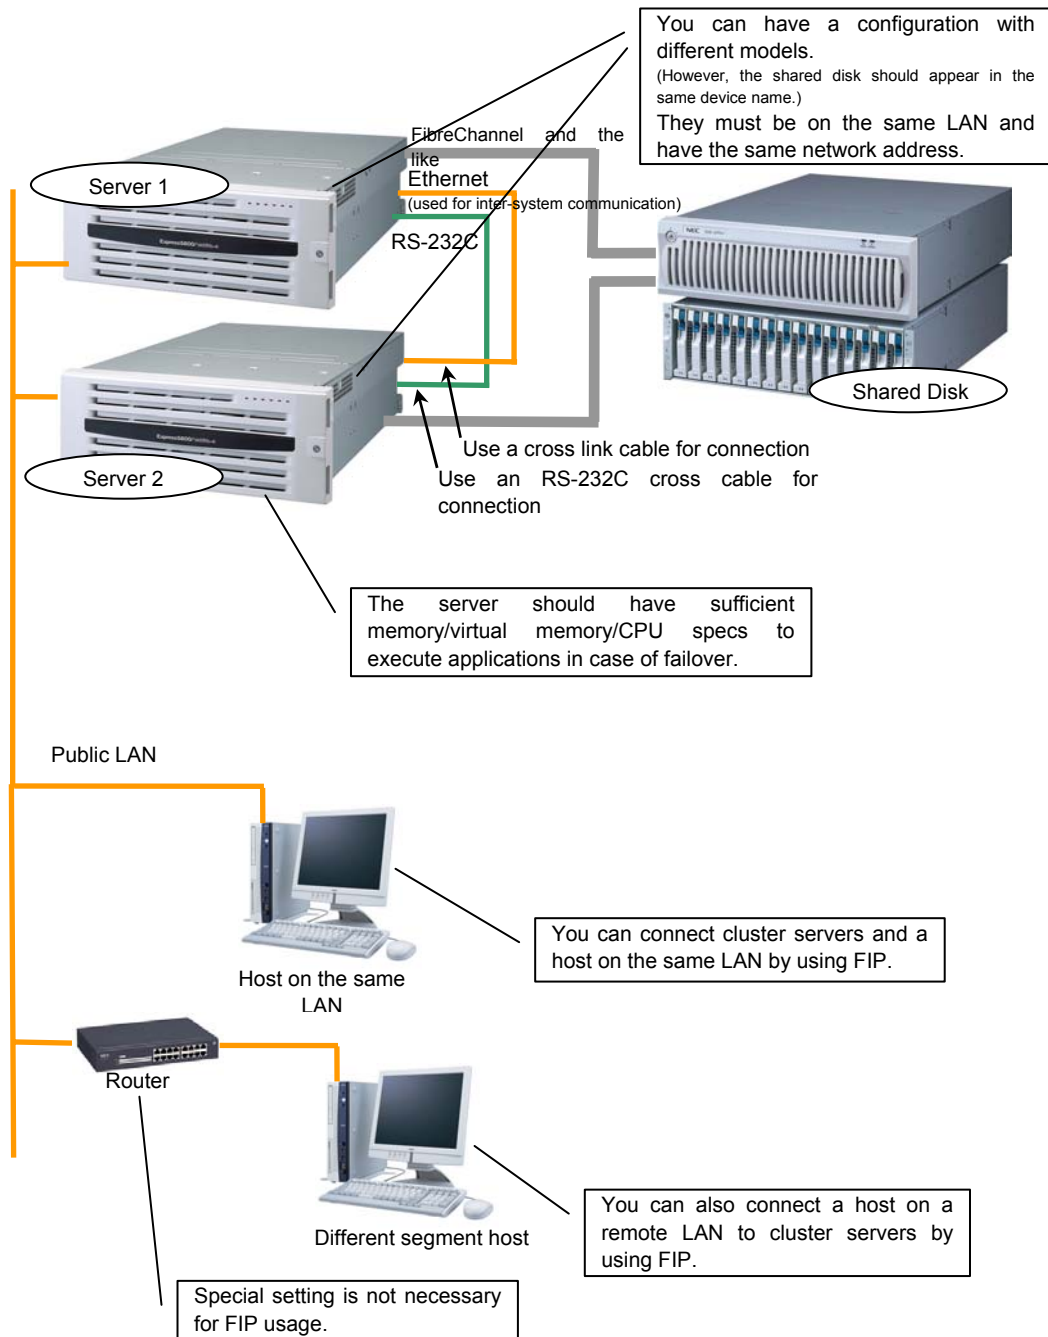 You can have a configuration with
different models.
(However, the shared disk should appear in the
same device name.)
They must be on the same LAN and
have the same network address.
FibreChannel and the
like
Ethernet
(used for inter-system communication)
RS-232C
Server 1
Server 2
NEC
Shared Disk
Use a cross link cable for connection
Use an RS-232C cross cable for
connection
The server should have sufficient
memory/virtual memory/CPU specs to
execute applications in case of failover.
Public LAN
Host on the same
LAN
You can connect cluster servers and a
host on the same LAN by using FIP.
Router
Different segment host
You can also connect a host on a
remote LAN to cluster servers by
using FIP.
Special setting is not necessary
for FIP usage.